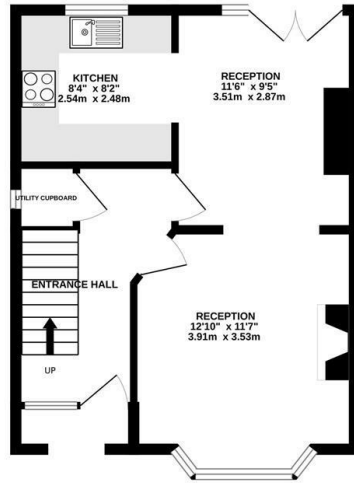 KITCHEN
8'4" x 8'2"
2.54m x 2.48m
RECEPTION
11'6" x 9'5"
3.51m x 2.87m
UTILITY CUPBOARD
ENTRANCE HALL
RECEPTION
12'10" x 11'7"
3.91m x 3.53m
UP